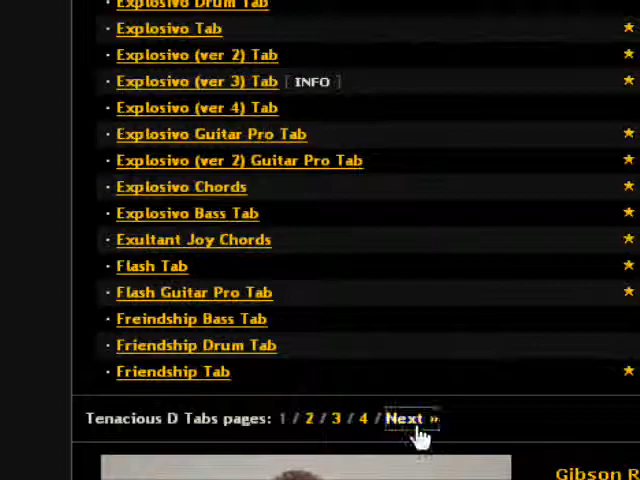 Explosivo Drum Tab
· Explosivo Tab
· Explosivo (ver 2) Tab
· Explosivo (ver 3) Tab [ INFO ]
· Explosivo (ver 4) Tab
· Explosivo Guitar Pro Tab
· Explosivo (ver 2) Guitar Pro Tab
· Explosivo Chords
· Explosivo Bass Tab
· Exultant Joy Chords
· Flash Tab
· Flash Guitar Pro Tab
· Freindship Bass Tab
· Friendship Drum Tab
· Friendship Tab
Tenacious D Tabs pages: 1 / 2 / 3 / 4 / Next »
Gibson R